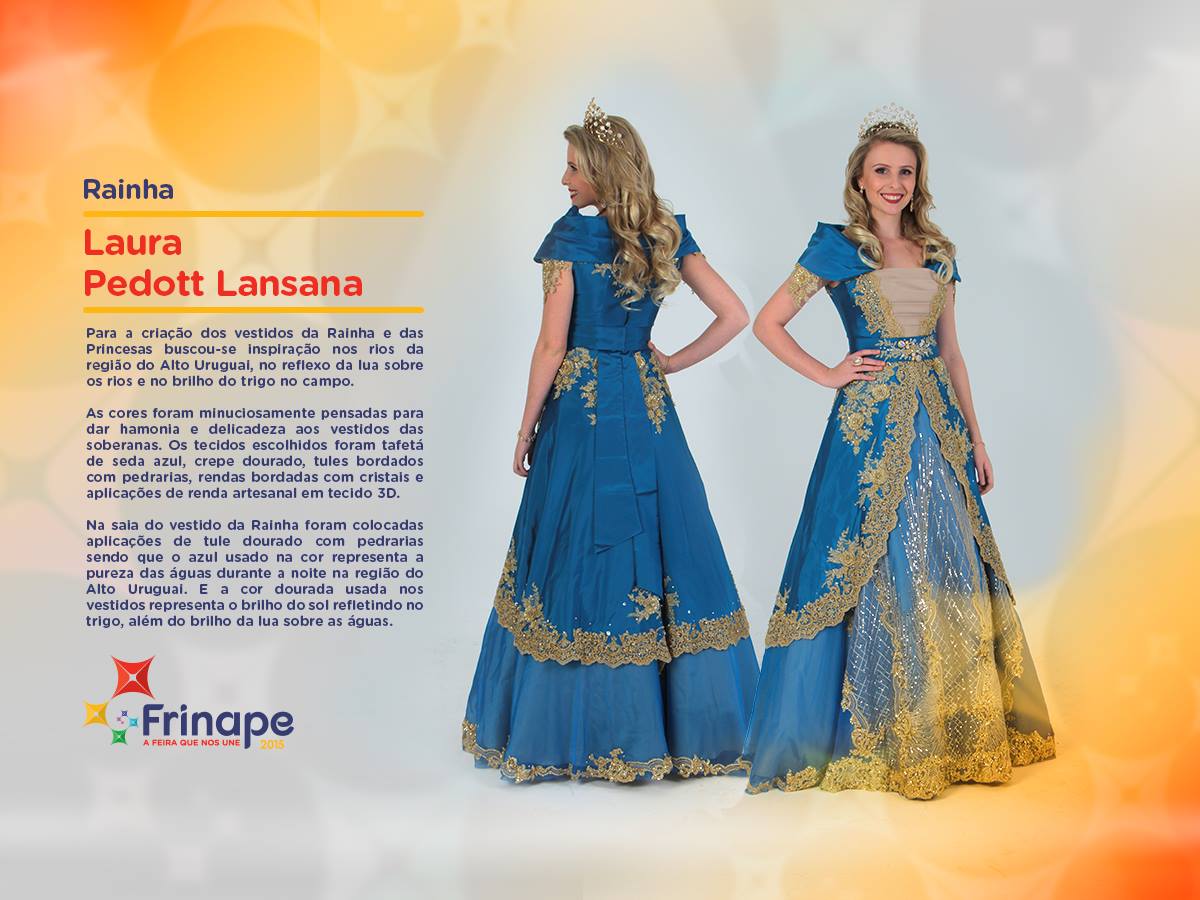 Rainha
Laura
Pedott Lansana
Para a criação dos vestidos da Rainha e das
Princesas buscou-se inspiração nos rios da
região do Alto Uruguai, no reflexo da lua sobre
os rios e no brilho do trigo no campo.
As cores foram minuciosamente pensadas para
dar hamonia e delicadeza aos vestidos das
soberanas. Os tecidos escolhidos foram tafetá
de seda azul, crepe dourado, tules bordados
com pedrarias, rendas bordadas com cristais e
aplicações de renda artesanal em tecido 3D.
Na saia do vestido da Rainha foram colocadas
aplicações de tule dourado com pedrarias
sendo que o azul usado na cor representa a
pureza das águas durante a noite na região do
Alto Uruguai. E a cor dourada usada nos
vestidos representa o brilho do sol refletindo no
trigo, além do brilho da lua sobre as águas.
Frinape
A FEIRA QUE NOS UNE 2015